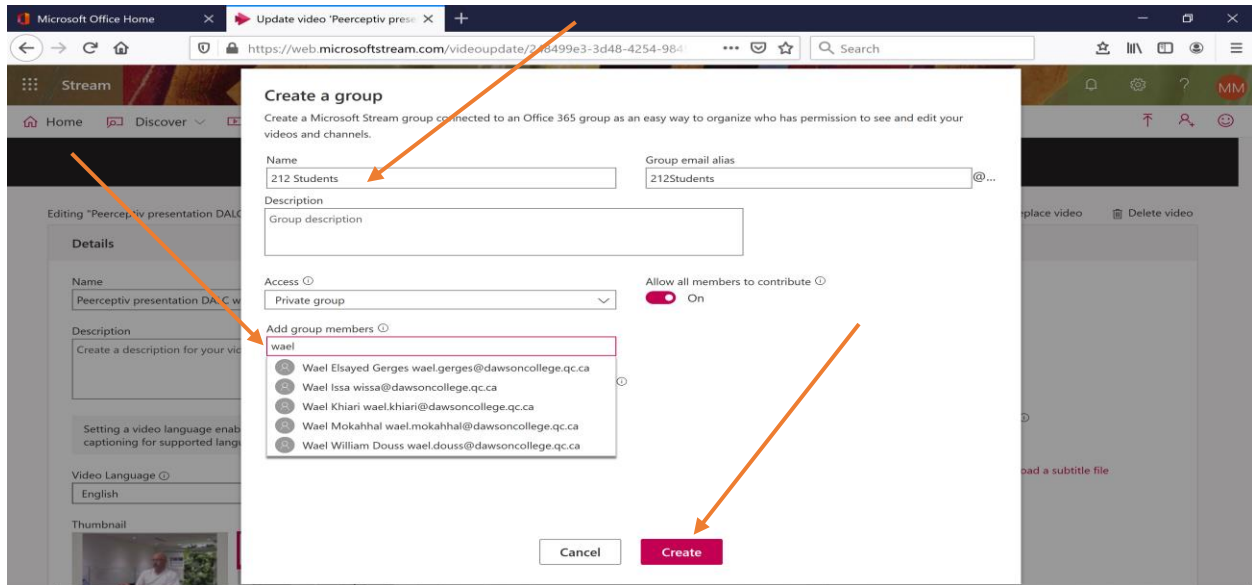 Microsoft Office Home
Update video 'Peerceptiv prese
https://web.microsoftstream.com/videoupdate/248499e3-3d48-4254-984
Search
Stream
MM
Home Discover
Create a group
Create a Microsoft Stream group connected to an Office 365 group as an easy way to organize who has permission to see and edit your
videos and channels.
Name
212 Students
Group email alias
212Students
@...
Description
Group description
Editing "Peerceptiv presentation DALC
place video
Delete video
Details
Name
Peerceptiv presentation DALC w
Description
Create a description for your vid
Access
Private group
Allow all members to contribute
On
Add group members
wael
Wael Elsayed Gerges wael.gerges@dawsoncollege.qc.ca
Wael Issa wissa@dawsoncollege.qc.ca
Wael Khiari wael.khiari@dawsoncollege.qc.ca
Wael Mokahhal wael.mokahhal@dawsoncollege.qc.ca
Wael William Douss wael.douss@dawsoncollege.qc.ca
Setting a video language enab
captioning for supported langu
Video Language
English
oad a subtitle file
Thumbnail
Cancel
Create